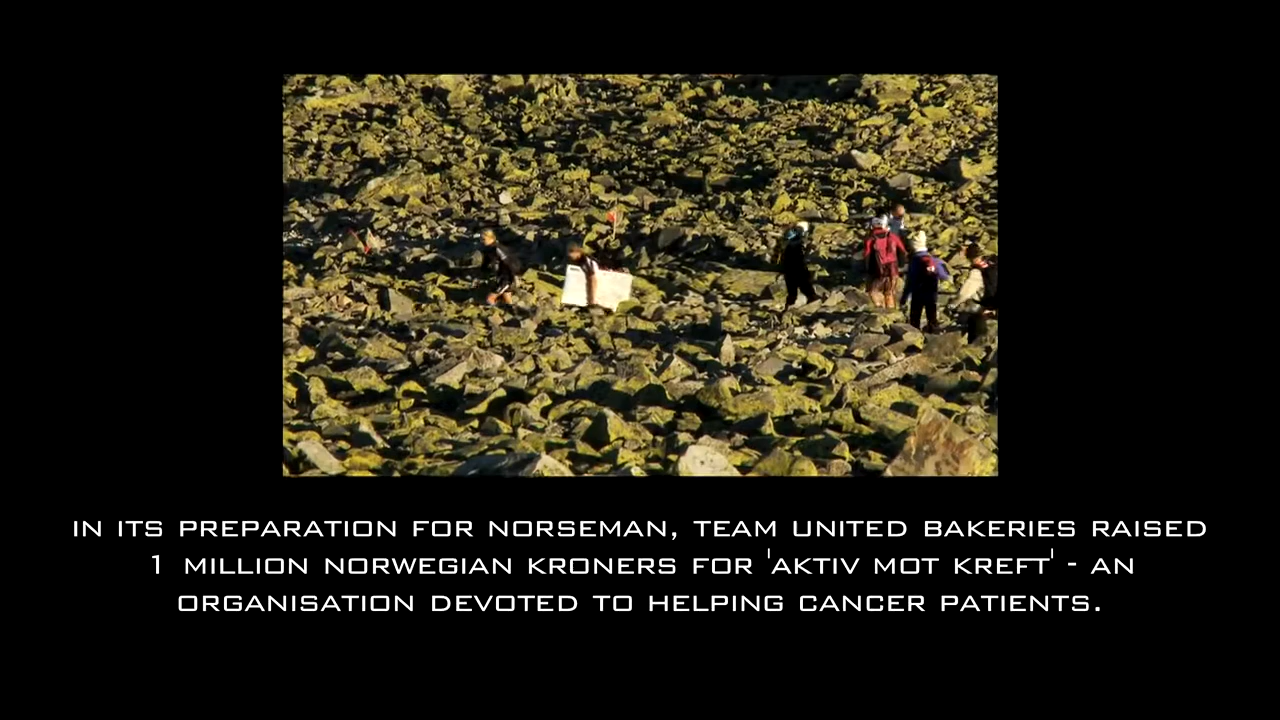 IN ITS PREPARATION FOR NORSEMAN, TEAM UNITED BAKERIES RAISED
1 MILLION NORWEGIAN KRONERS FOR 'AKTIV MOT KREFT' - AN
ORGANISATION DEVOTED TO HELPING CANCER PATIENTS.